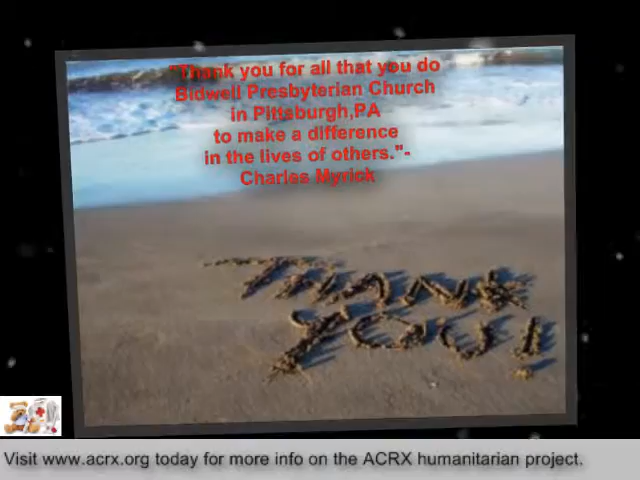 "Thank you for all that you do
Bidwell Presbyterian Church
in Pittsburgh,PA
to make a difference
in the lives of others."-
Charles Myrick
THANK
YOU!
Visit www.acrx.org today for more info on the ACRX humanitarian project.